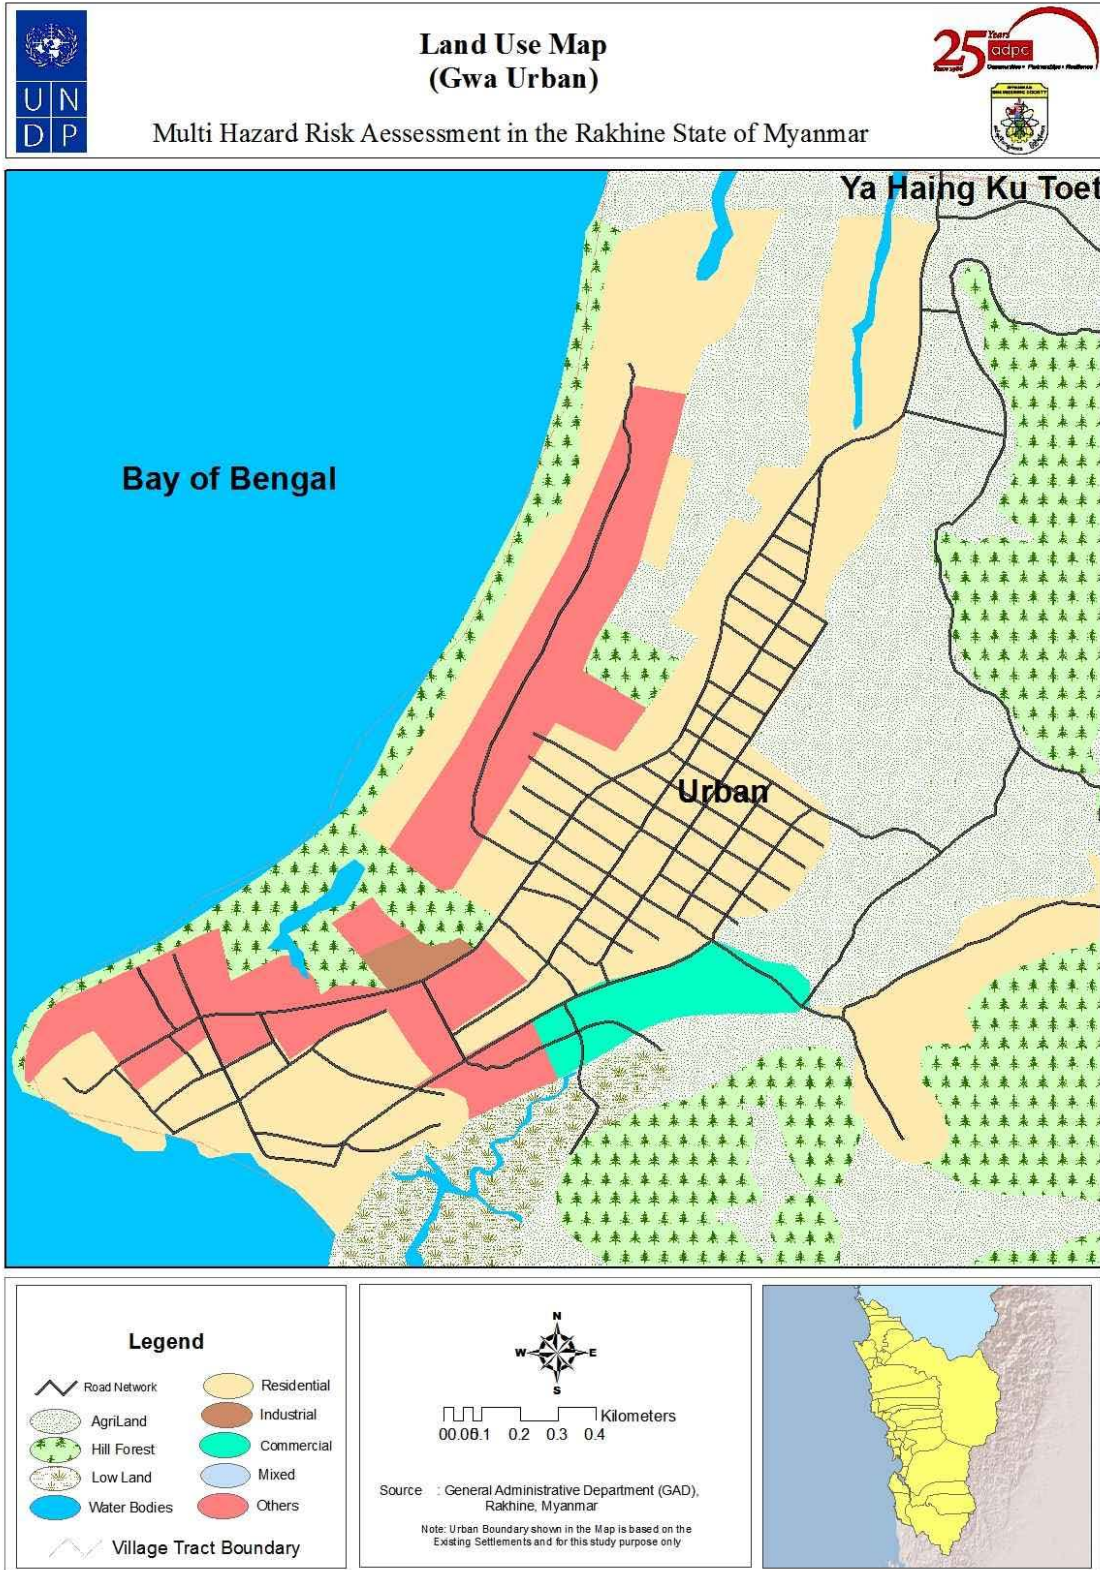 U N
D P
Land Use Map
(Gwa Urban)
Multi Hazard Risk Aessessment in the Rakhine State of Myanmar
25 Years
adpc
Ya Haing Ku Toet
Bay of Bengal
Urban
Legend
Road Network
AgriLand
Hill Forest
Low Land
Water Bodies
Village Tract Boundary
Residential
Industrial
Commercial
Mixed
Others
N
W E
S
Kilometers
0 0.05 0.1 0.2 0.3 0.4
Source : General Administrative Department (GAD),
Rakhine, Myanmar
Note: Urban Boundary shown in the Map is based on the
Existing Settlements and for this study purpose only